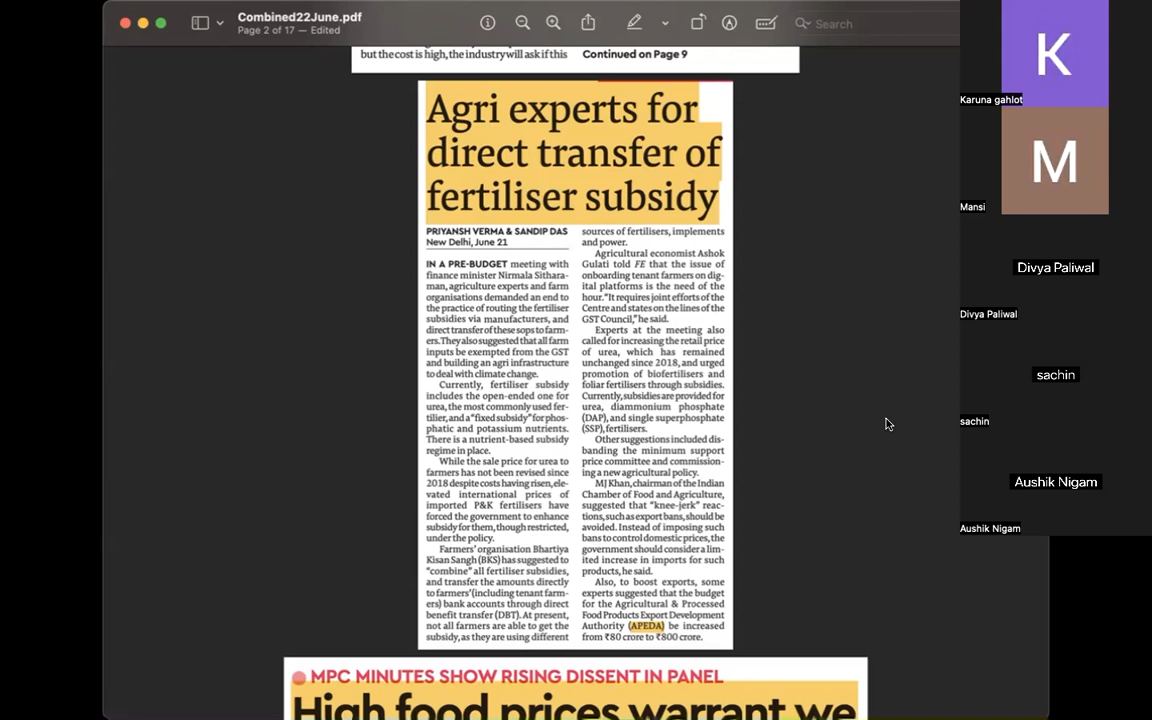 Combined22June.pdf
Page 2 of 17 — Edited
Search
but the cost is high, the industry will ask if this
Continued on Page 9
Agri experts for
direct transfer of
fertiliser subsidy
PRIYANSH VERMA & SANDIP DAS
New Delhi, June 21
IN A PRE-BUDGET meeting with
finance minister Nirmala Sithara-
man, agriculture experts and farm
organisations demanded an end to
the practice of routing the fertiliser
subsidies via manufacturers, and
direct transfer of these sops to farm-
ers. They also suggested that all farm
inputs be exempted from the GST
and building an agri infrastructure
to deal with climate change.
Currently, fertiliser subsidy
includes the open-ended one for
urea, the most commonly used fer-
tilier, and a "fixed subsidy" for phos-
phatic and potassium nutrients.
There is a nutrient-based subsidy
regime in place.
While the sale price for urea to
farmers has not been revised since
2018 despite costs having risen, ele-
vated international prices of
imported P&K fertilisers have
forced the government to enhance
subsidy for them, though restricted,
under the policy.
Farmers' organisation Bhartiya
Kisan Sangh (BKS) has suggested to
"combine" all fertiliser subsidies,
and transfer the amounts directly
to farmers' (including tenant farm-
ers) bank accounts through direct
benefit transfer (DBT). At present,
not all farmers are able to get the
subsidy, as they are using different
sources of fertilisers, implements
and power.
Agricultural economist Ashok
Gulati told FE that the issue of
onboarding tenant farmers on dig-
ital platforms is the need of the
hour. "It requires joint efforts of the
Centre and states on the lines of the
GST Council," he said.
Experts at the meeting also
called for increasing the retail price
of urea, which has remained
unchanged since 2018, and urged
promotion of biofertilisers and
foliar fertilisers through subsidies.
Currently, subsidies are provided for
urea, diammonium phosphate
(DAP), and single superphosphate
(SSP), fertilisers.
Other suggestions included dis-
banding the minimum support
price committee and commission-
ing a new agricultural policy.
MJ Khan, chairman of the Indian
Chamber of Food and Agriculture,
suggested that "knee-jerk" reac-
tions, such as export bans, should be
avoided. Instead of imposing such
bans to control domestic prices, the
government should consider a lim-
ited increase in imports for such
products, he said.
Also, to boost exports, some
experts suggested that the budget
for the Agricultural & Processed
Food Products Export Development
Authority (APEDA) be increased
from ₹80 crore to ₹800 crore.
MPC MINUTES SHOW RISING DISSENT IN PANEL
High food prices warrant we
K
Karuna gahlot
M
Mansi
Divya Paliwal
Divya Paliwal
sachin
sachin
Aushik Nigam
Aushik Nigam